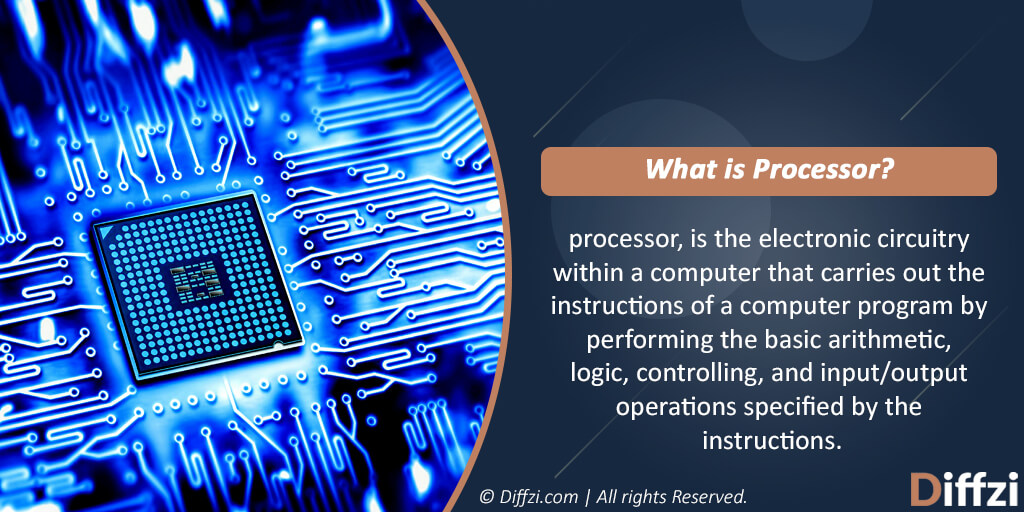 What is Processor?
processor, is the electronic circuitry
within a computer that carries out the
instructions of a computer program by
performing the basic arithmetic,
logic, controlling, and input/output
operations specified by the
instructions.
© Diffzi.com | All rights Reserved.
Diffzi